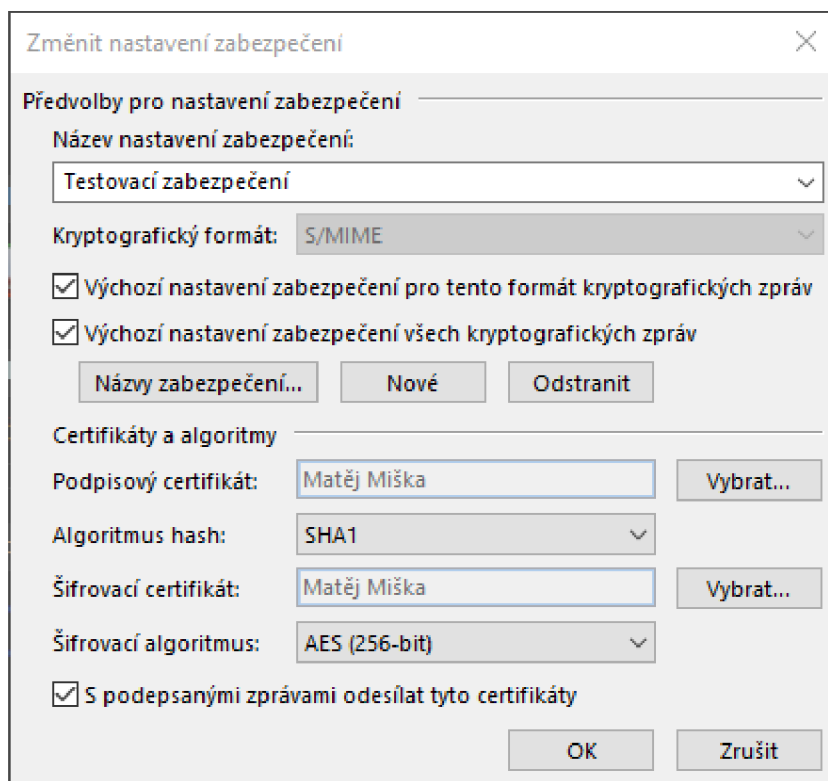 Změnit nastavení zabezpečení
Předvolby pro nastavení zabezpečení
Název nastavení zabezpečení:
Testovací zabezpečení
Kryptografický formát: S/MIME
Výchozí nastavení zabezpečení pro tento formát kryptografických zpráv
Výchozí nastavení zabezpečení všech kryptografických zpráv
Názvy zabezpečení... Nové Odstranit
Certifikáty a algoritmy
Podpisový certifikát: Matěj Miška Vybrat...
Algoritmus hash: SHA1
Šifrovací certifikát: Matěj Miška Vybrat...
Šifrovací algoritmus: AES (256-bit)
S podepsanými zprávami odesílat tyto certifikáty
OK Zrušit